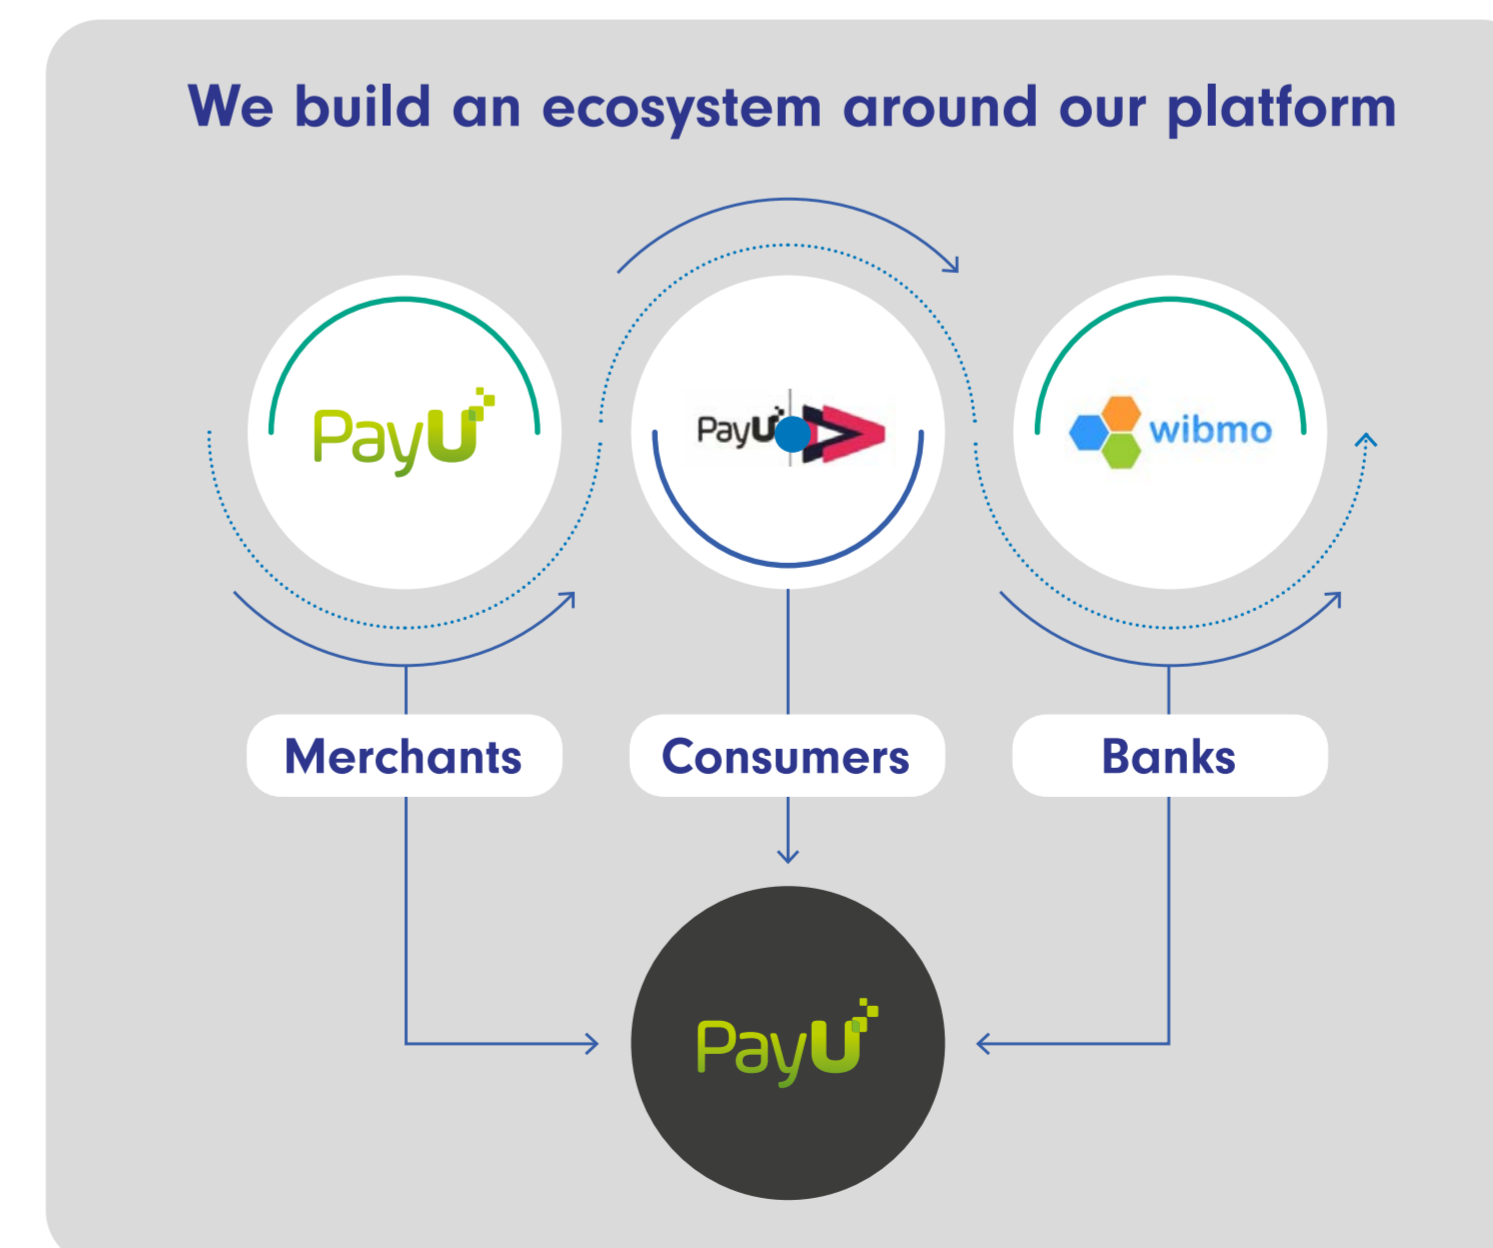 We build an ecosystem around our platform
PayU
PayU
wibmo
Merchants
Consumers
Banks
PayU